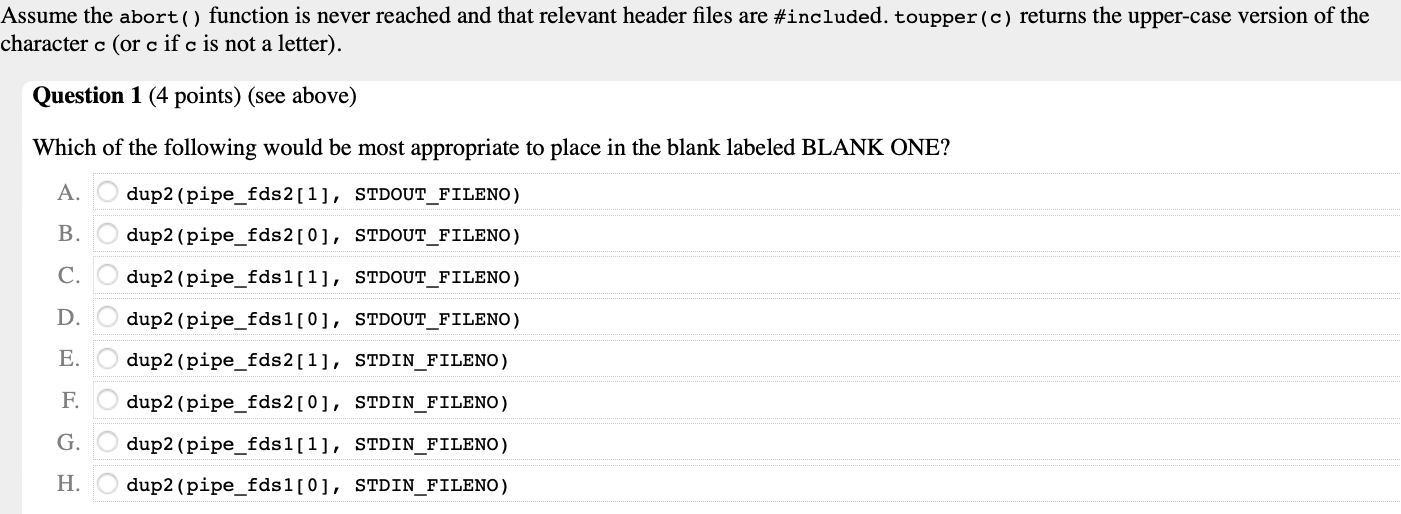 Assume the abort() function is never reached and that relevant header files are #included. toupper(c) returns the upper-case version of the
character c (or c if c is not a letter).
Question 1 (4 points) (see above)
Which of the following would be most appropriate to place in the blank labeled BLANK ONE?
A. dup2(pipe_fds2[1], STDOUT_FILENO)
B. dup2(pipe_fds2[0], STDOUT_FILENO)
C. dup2(pipe_fds1[1], STDOUT_FILENO)
D. dup2(pipe_fds1[0], STDOUT_FILENO)
E. dup2(pipe_fds2[1], STDIN_FILENO)
F. dup2(pipe_fds2[0], STDIN_FILENO)
G. dup2(pipe_fds1[1], STDIN_FILENO)
H. dup2(pipe_fds1[0], STDIN_FILENO)